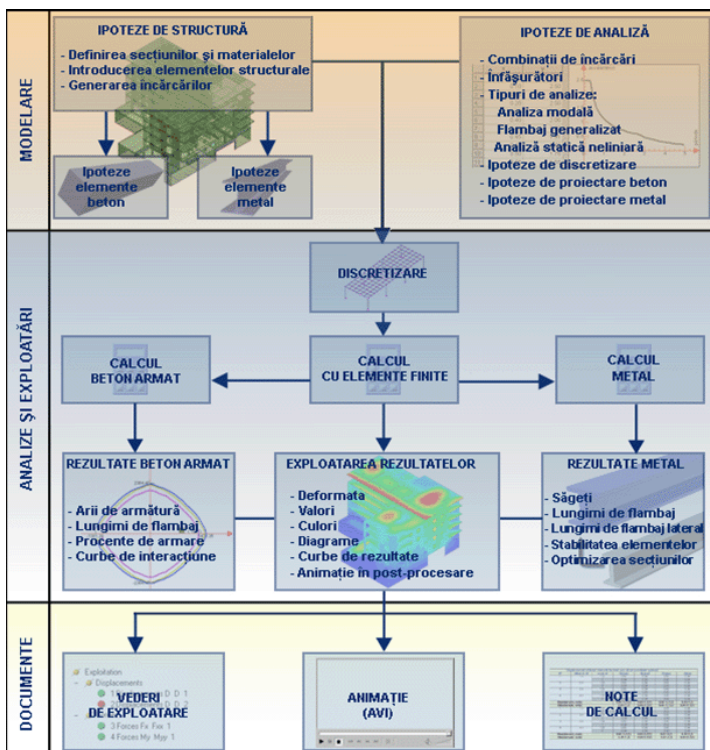 MODELARE
IPOTEZE DE STRUCTURĂ
- Definirea secțiunilor și materialelor
- Introducerea elementelor structurale
- Generarea încărcărilor
Ipoteze
elemente
beton
Ipoteze
elemente
metal
IPOTEZE DE ANALIZĂ
- Combinații de încărcări
- Înfășurători
- Tipuri de analize:
Analiza modală
Flambaj generalizat
Analiză statică neliniară
- Ipoteze de discretizare
- Ipoteze de proiectare beton
- Ipoteze de proiectare metal
ANALIZE ȘI EXPLOATĂRI
DISCRETIZARE
CALCUL
BETON ARMAT
CALCUL
CU ELEMENTE FINITE
CALCUL
METAL
REZULTATE BETON ARMAT
- Arii de armătură
- Lungimi de flambaj
- Procente de armare
- Curbe de interacțiune
EXPLOATAREA REZULTATELOR
- Deformata
- Valori
- Culori
- Diagrame
- Curbe de rezultate
- Animație in post-procesare
REZULTATE METAL
- Săgeți
- Lungimi de flambaj
- Lungimi de flambaj lateral
- Stabilitatea elementelor
- Optimizarea secțiunilor
DOCUMENTE
Exploitation
Displacements
D D 1
D D 2
3 Forces Fx Fxx 1
4 Forces My Myy 1
VEDERI
DE EXPLOATARE
ANIMAȚIE
(AVI)
NOTE
DE CALCUL